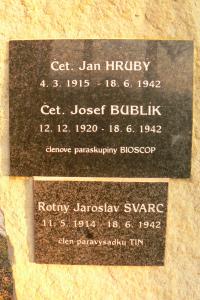 Čet. Jan HRUBÝ
4. 3. 1915 - 18. 6. 1942
Čet. Josef BUBLÍK
12. 12. 1920 - 18. 6. 1942
členové paraskupiny BIOSCOP
Rotný Jaroslav ŠVARC
11. 5. 1914 - 18. 6. 1942
člen paravýsadku TIN